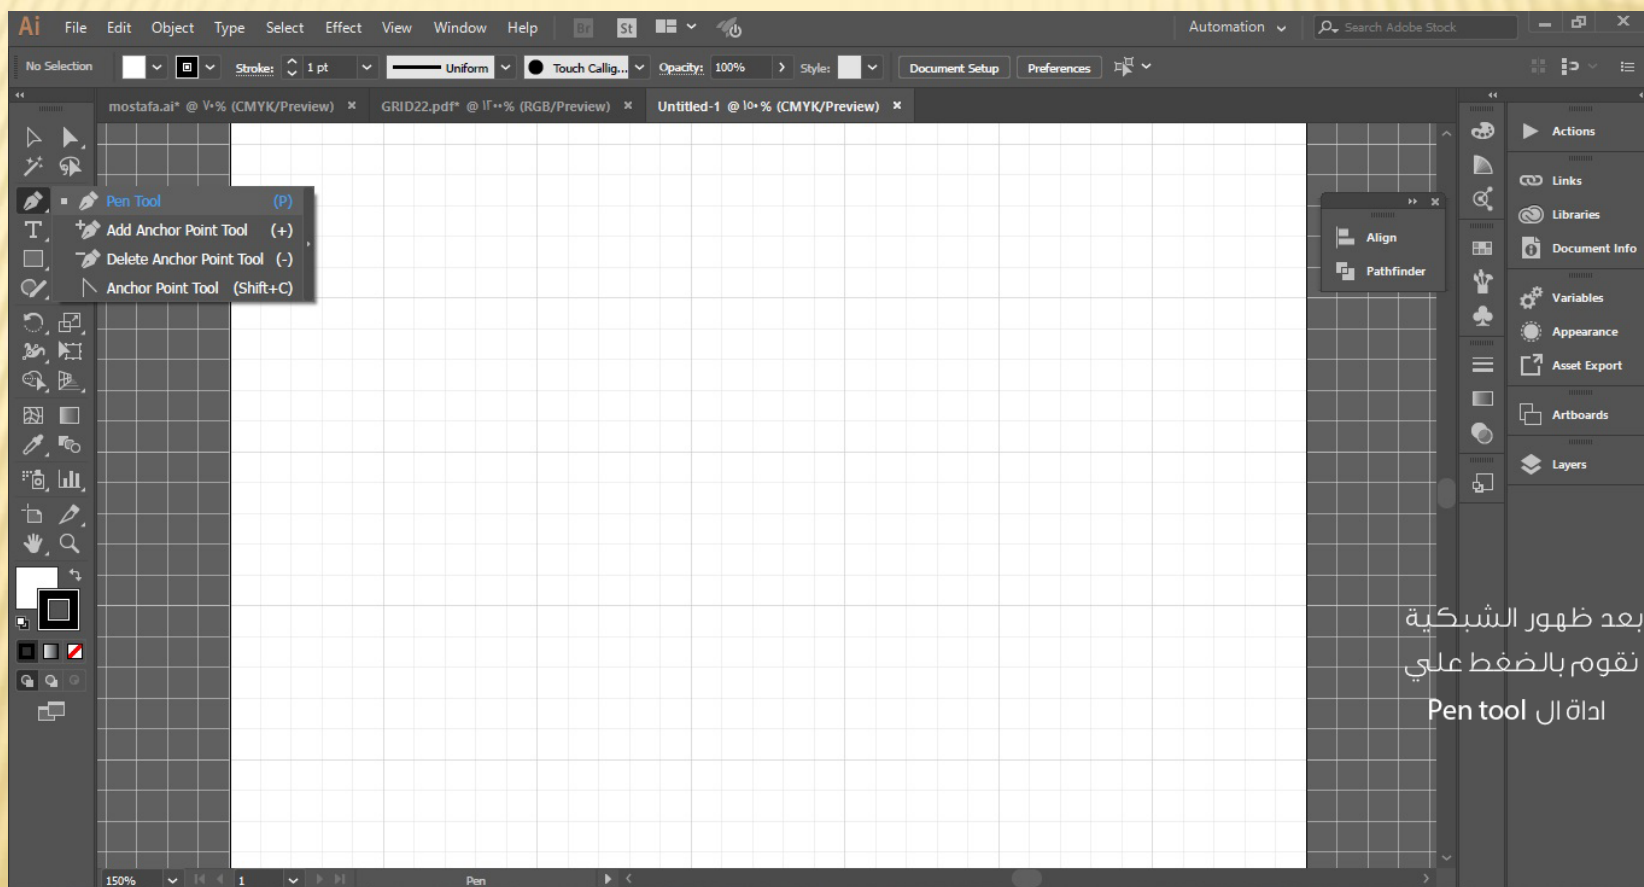 Ai File Edit Object Type Select Effect View Window Help Br St Automation Search Adobe Stock
No Selection Stroke: 1 pt Uniform Touch Callig... Opacity: 100% Style: Document Setup Preferences
mostafa.ai* @ ٧٠% (CMYK/Preview) × GRID22.pdf* @ ١٢٠٠% (RGB/Preview) × Untitled-1 @ ١٥٠% (CMYK/Preview) ×
Pen Tool (P)
Add Anchor Point Tool (+)
Delete Anchor Point Tool (-)
Anchor Point Tool (Shift+C)
T
Align
Pathfinder
Actions
Links
Libraries
Document Info
Variables
Appearance
Asset Export
Artboards
Layers
بعد ظهور الشبكية
نقوم بالضغط علي
اداة ال Pen tool
150% 1 Pen